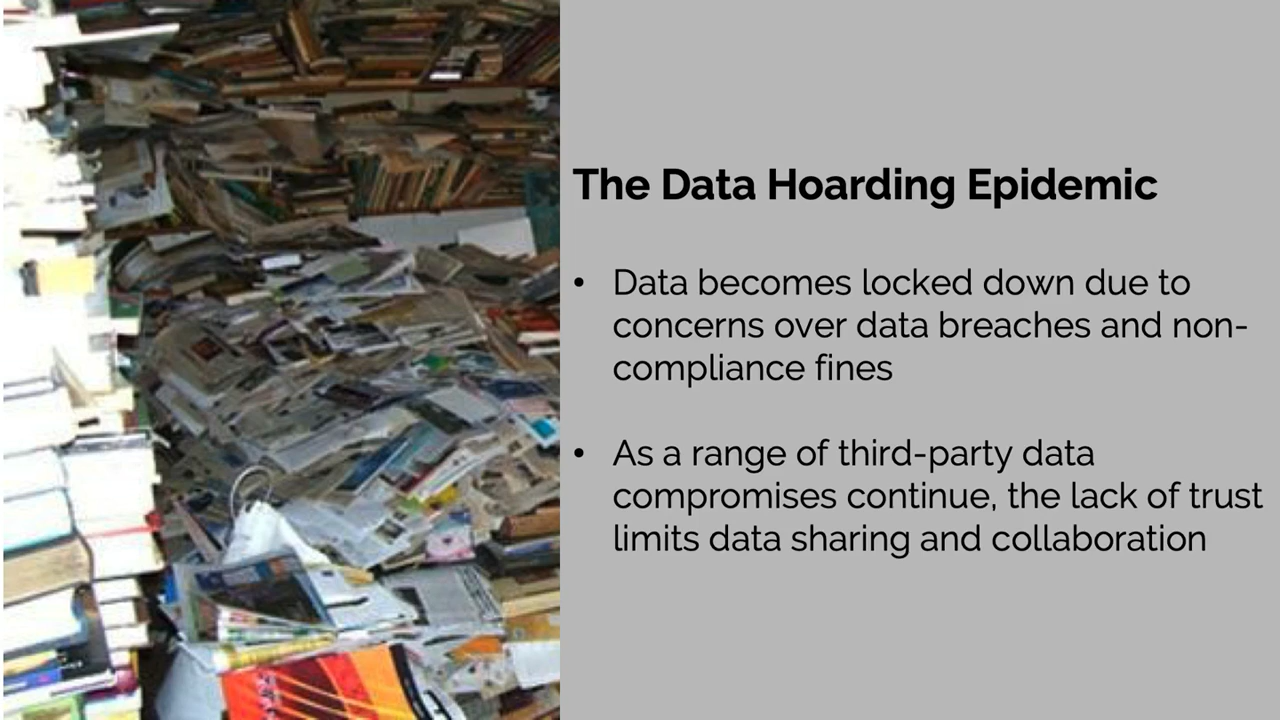 The Data Hoarding Epidemic
• Data becomes locked down due to
concerns over data breaches and non-
compliance fines
• As a range of third-party data
compromises continue, the lack of trust
limits data sharing and collaboration